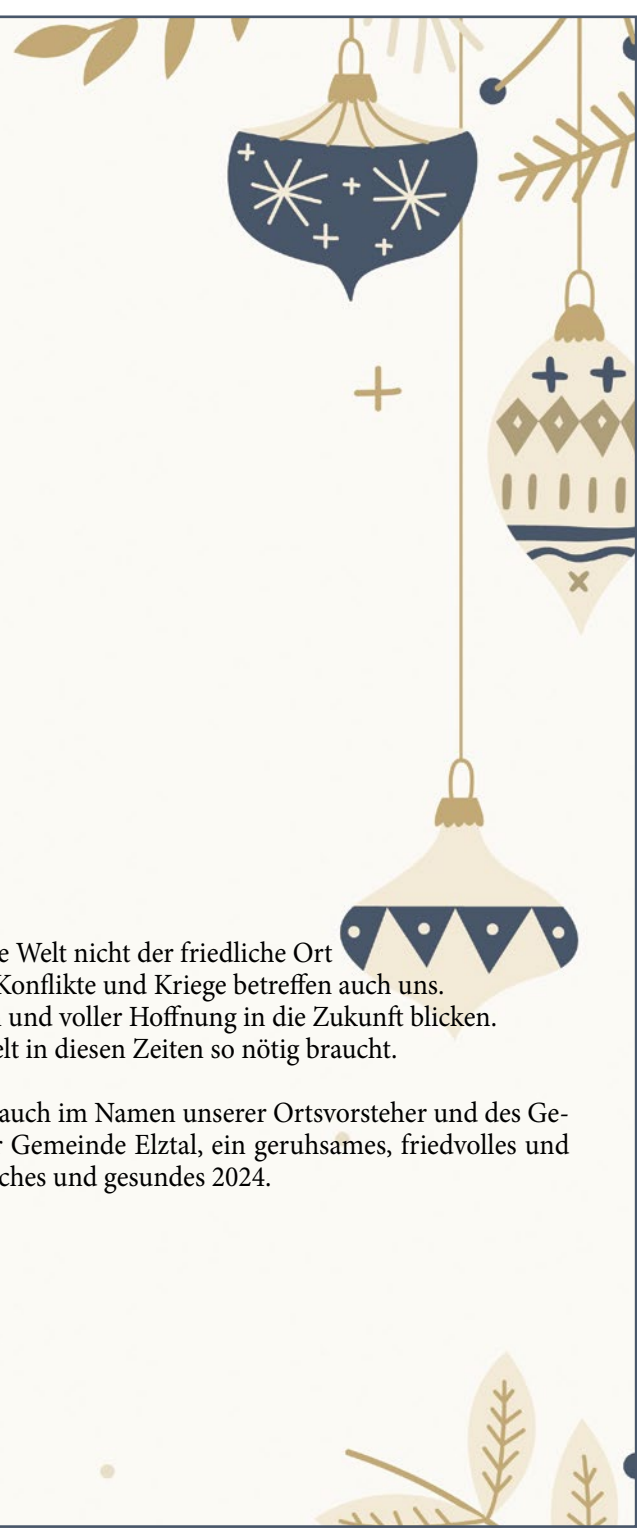 e Welt nicht der friedliche Ort
Konflikte und Kriege betreffen auch uns.
und voller Hoffnung in die Zukunft blicken.
elt in diesen Zeiten so nötig braucht.
auch im Namen unserer Ortsvorsteher und des Ge-
r Gemeinde Elztal, ein geruhsames, friedvolles und
ches und gesundes 2024.